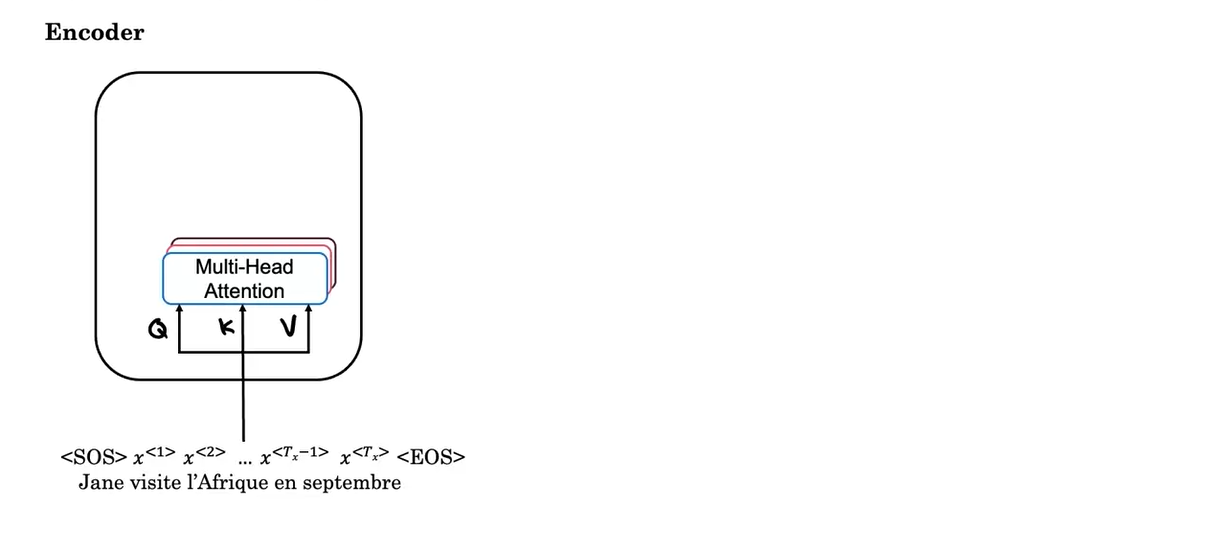 Encoder
Multi-Head
Attention
Q K V
<SOS> x<1> x<2> ... x<Tx−1> x<Tx> <EOS>
Jane visite l’Afrique en septembre